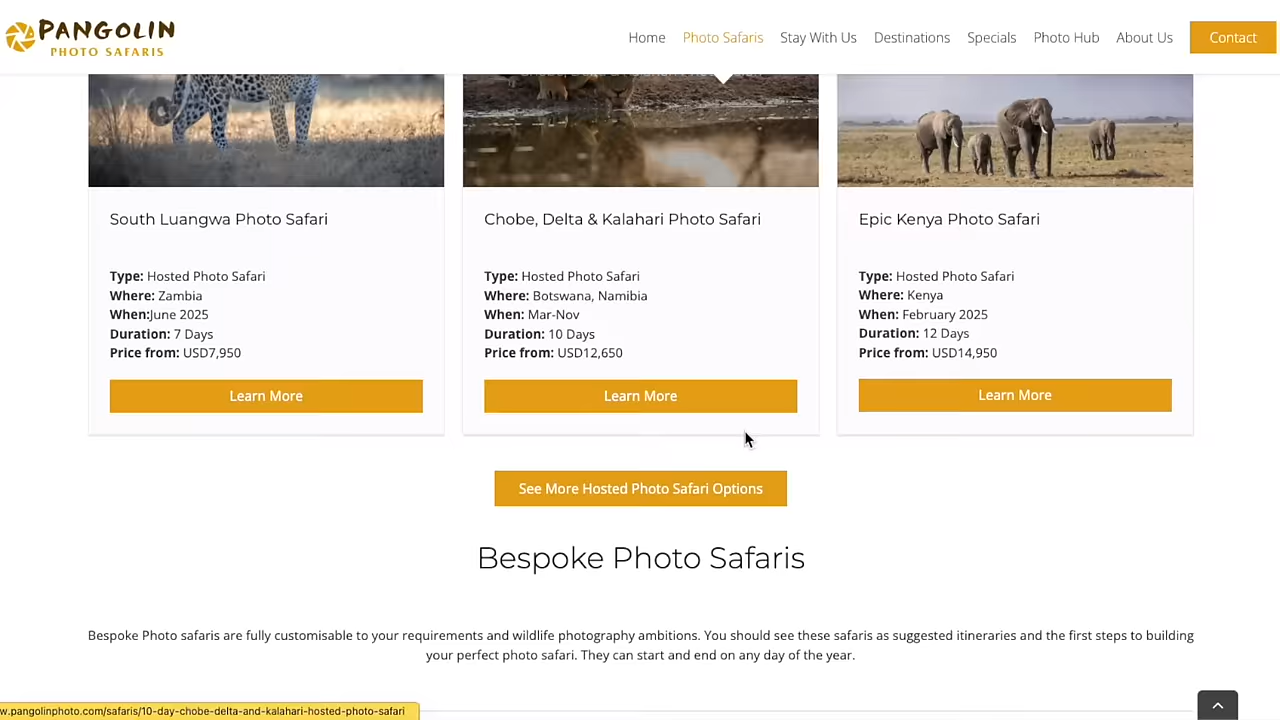 PANGOLIN
PHOTO SAFARIS
Home
Photo Safaris
Stay With Us
Destinations
Specials
Photo Hub
About Us
Contact
South Luangwa Photo Safari
Type: Hosted Photo Safari
Where: Zambia
When:June 2025
Duration: 7 Days
Price from: USD7,950
Learn More
Chobe, Delta & Kalahari Photo Safari
Type: Hosted Photo Safari
Where: Botswana, Namibia
When: Mar-Nov
Duration: 10 Days
Price from: USD12,650
Learn More
Epic Kenya Photo Safari
Type: Hosted Photo Safari
Where: Kenya
When: February 2025
Duration: 12 Days
Price from: USD14,950
Learn More
See More Hosted Photo Safari Options
Bespoke Photo Safaris
Bespoke Photo safaris are fully customisable to your requirements and wildlife photography ambitions. You should see these safaris as suggested itineraries and the first steps to building
your perfect photo safari. They can start and end on any day of the year.
w.pangolinphoto.com/safaris/10-day-chobe-delta-and-kalahari-hosted-photo-safari